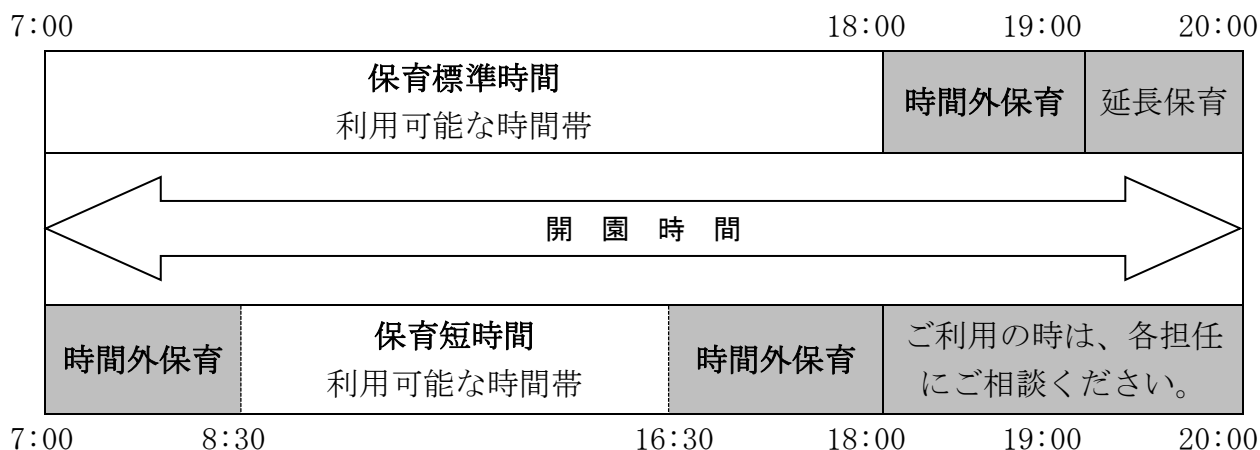 7:00 18:00 19:00 20:00
保育標準時間
利用可能な時間帯
時間外保育
延長保育
開 園 時 間
時間外保育
保育短時間
利用可能な時間帯
時間外保育
ご利用の時は、各担任
にご相談ください。
7:00 8:30 16:30 18:00 19:00 20:00